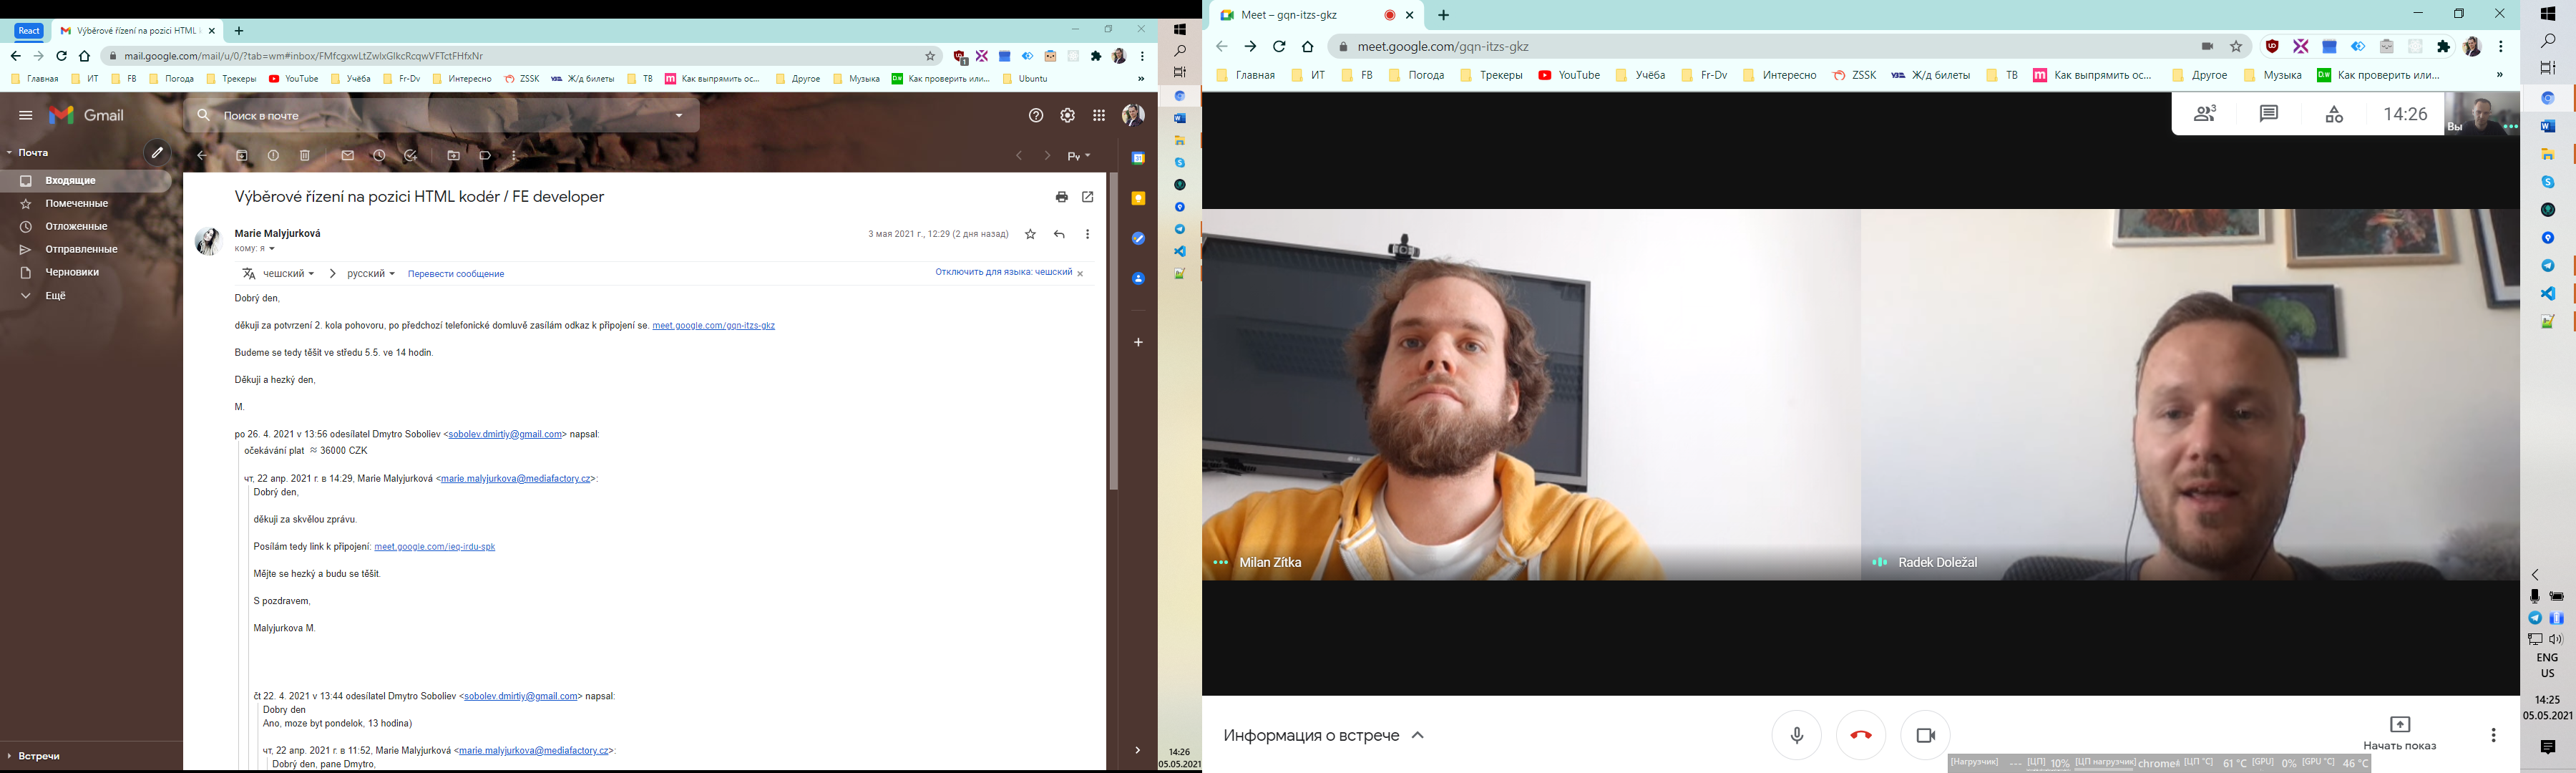 React
Výběrové řízení na pozici HTML k
mail.google.com/mail/u/0/?tab=wm#inbox/FMfcgxwLtZwlxGlkcRcqwVFTctFHfxNr
1
Главная ИТ FB Погода Трекеры YouTube Учёба Fr-Dv Интересно ZSSK Ж/д билеты ТВ Как выпрямить ос... Другое Музыка Как проверить или... Ubuntu »
Gmail
Поиск в почте
Почта
Входящие
Помеченные
Отложенные
Отправленные
Черновики
Ещё
Встречи
Ру
Výběrové řízení na pozici HTML kodér / FE developer
Marie Malyjurková
кому: я
3 мая 2021 г., 12:29 (2 дня назад)
чешский > русский Перевести сообщение
Отключить для языка: чешский ×
Dobrý den,
děkuji za potvrzení 2. kola pohovoru, po předchozí telefonické domluvě zasílám odkaz k připojení se. meet.google.com/gqn-itzs-gkz
Budeme se tedy těšit ve středu 5.5. ve 14 hodin.
Děkuji a hezký den,
M.
po 26. 4. 2021 v 13:56 odesílatel Dmytro Soboliev <sobolev.dmirtiy@gmail.com> napsal:
očekávání plat ≈ 36000 CZK
чт, 22 апр. 2021 г. в 14:29, Marie Malyjurková <marie.malyjurkova@mediafactory.cz>:
Dobrý den,
děkuji za skvělou zprávu.
Posílám tedy link k připojení: meet.google.com/ieq-irdu-spk
Mějte se hezký a budu se těšit.
S pozdravem,
Malyjurkova M.
čt 22. 4. 2021 v 13:44 odesílatel Dmytro Soboliev <sobolev.dmirtiy@gmail.com> napsal:
Dobry den
Ano, moze byt pondelok, 13 hodina)
чт, 22 апр. 2021 г. в 11:52, Marie Malyjurková <marie.malyjurkova@mediafactory.cz>:
Dobrý den, pane Dmytro,
14:26
05.05.2021
Meet – gqn-itzs-gkz
meet.google.com/gqn-itzs-gkz
Главная ИТ FB Погода Трекеры YouTube Учёба Fr-Dv Интересно ZSSK Ж/д билеты ТВ Как выпрямить ос... Другое Музыка Как проверить или... »
3
14:26
Вы
Milan Zítka
Radek Doležal
Информация о встрече
Начать показ
[Нагрузчик] --- [ЦП] 10% [ЦП нагрузчик] chrome [ЦП °C] 61 °C [GPU] 0% [GPU °C] 46 °C
ENG
US
14:25
05.05.2021